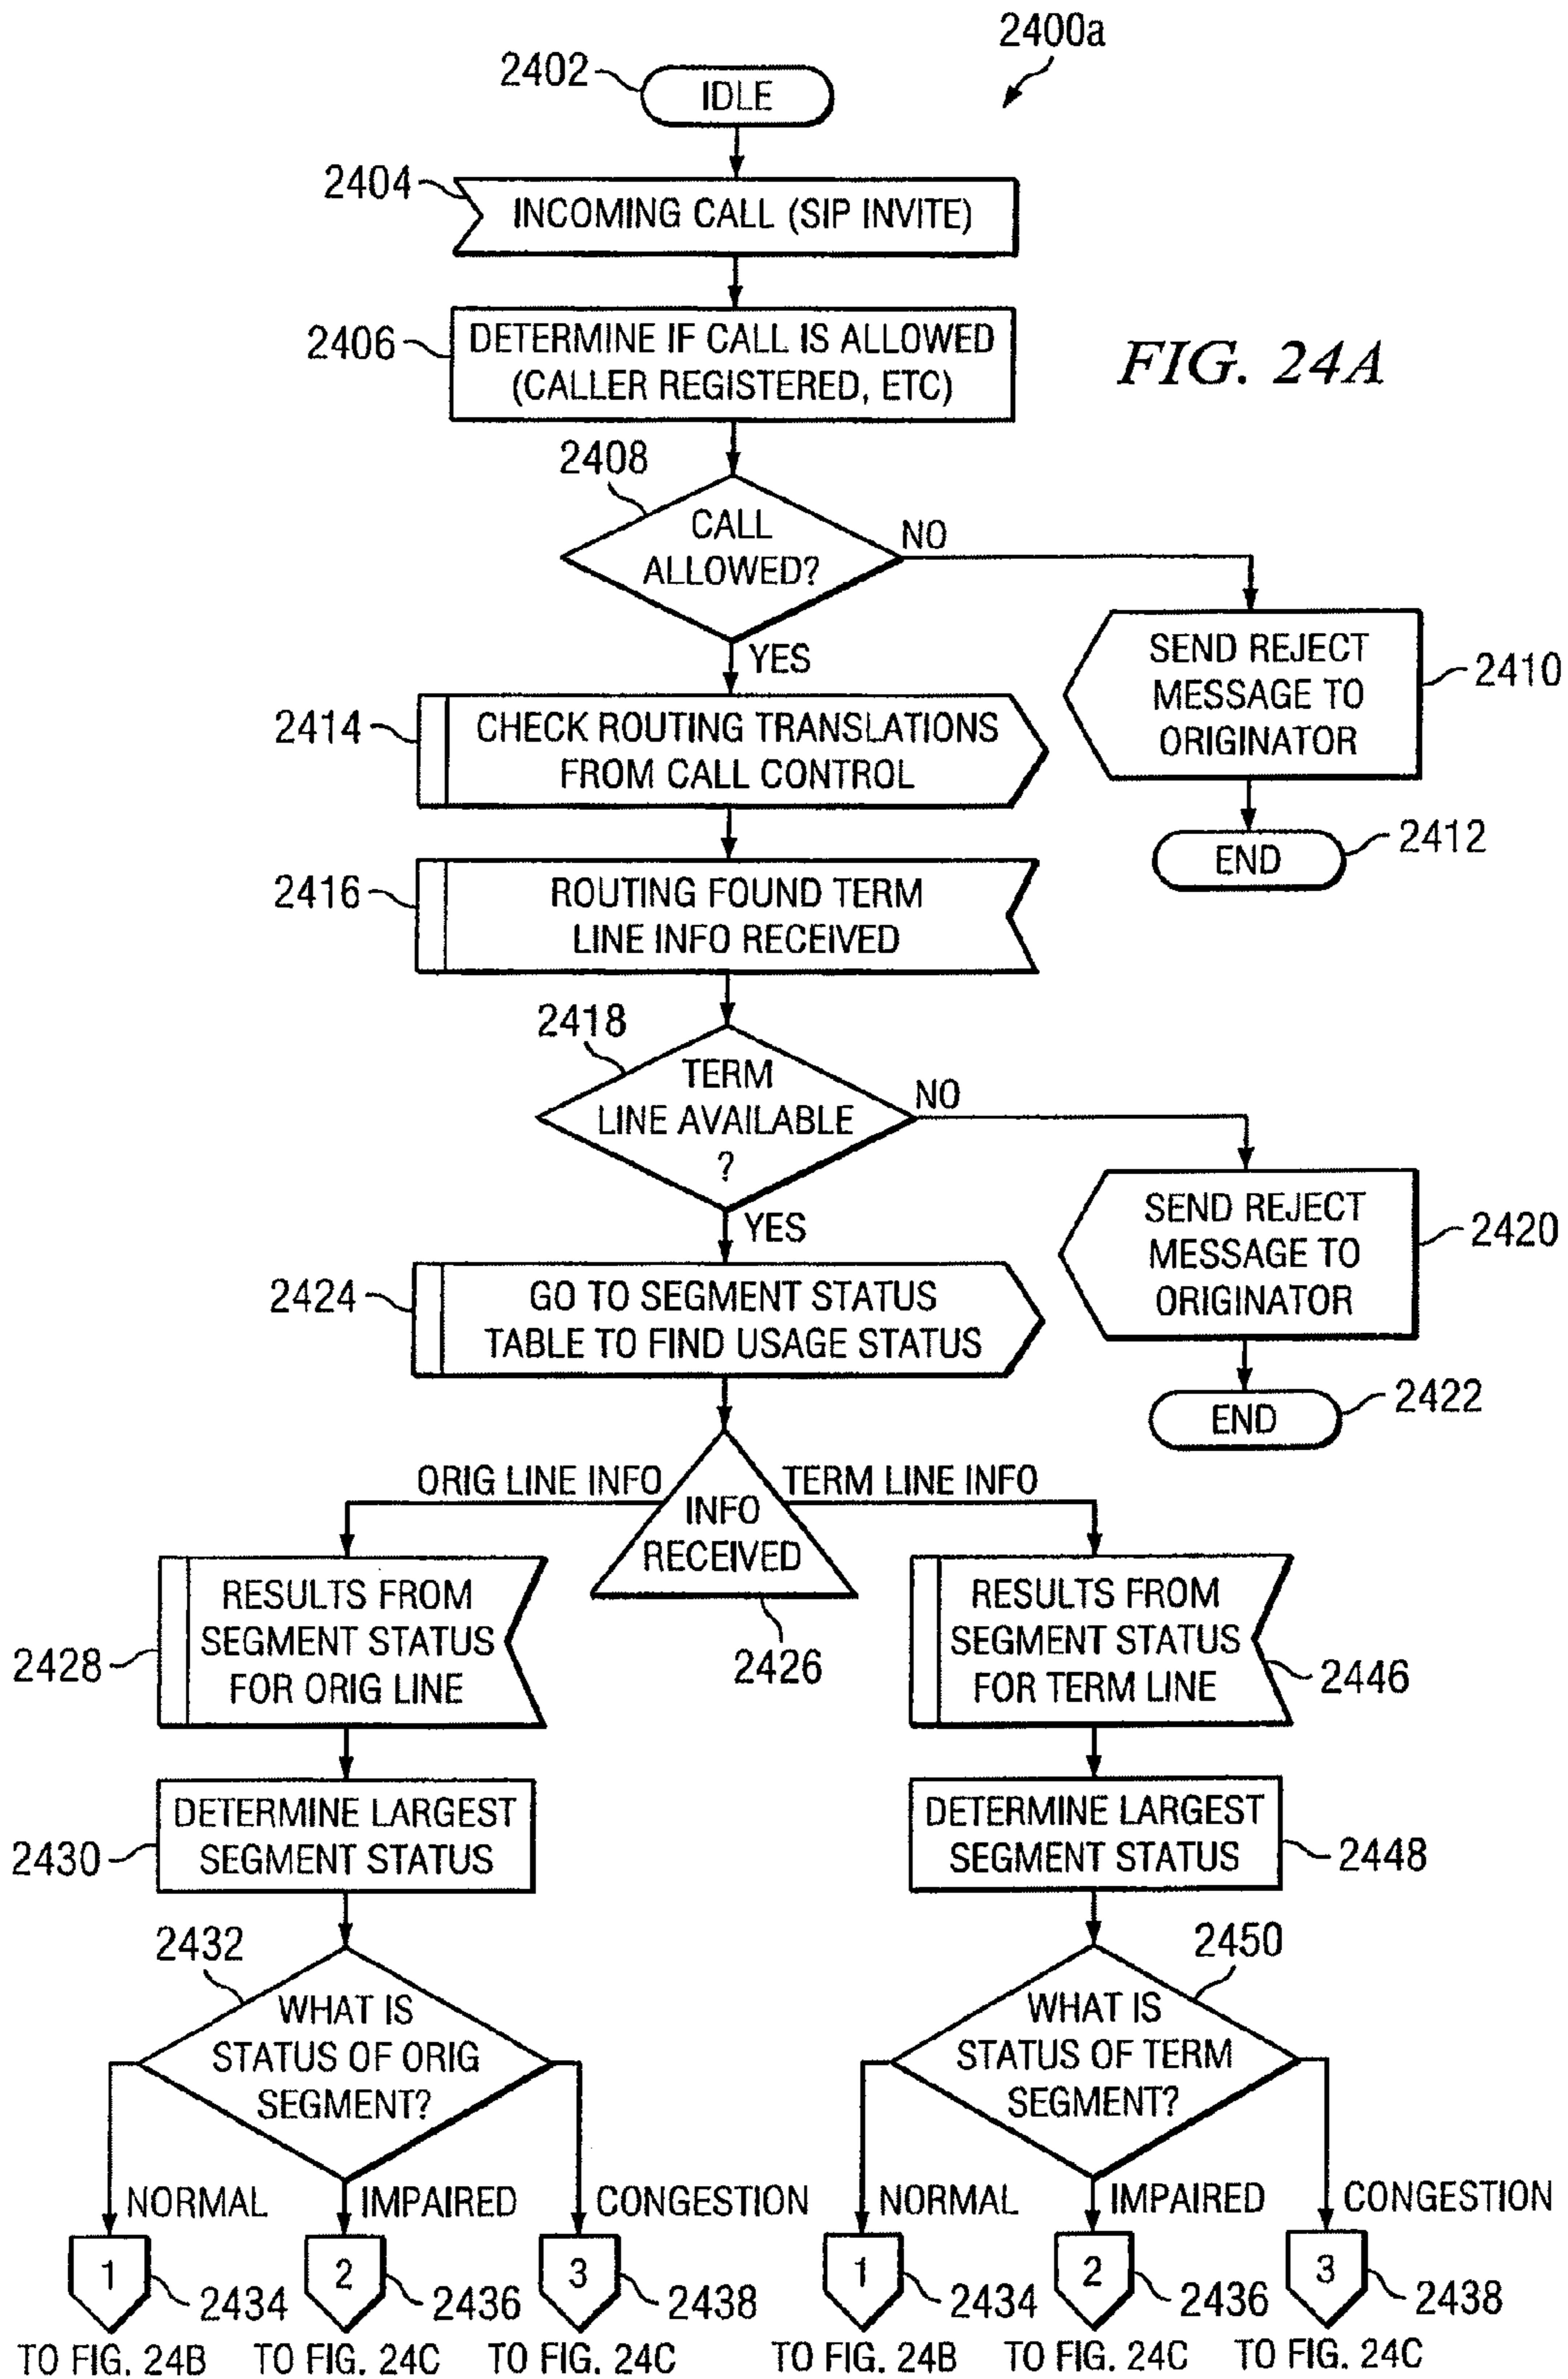 2400a
2402
IDLE
2404
INCOMING CALL (SIP INVITE)
2406
DETERMINE IF CALL IS ALLOWED
(CALLER REGISTERED, ETC)
FIG. 24A
2408
CALL
ALLOWED?
NO
YES
SEND REJECT
MESSAGE TO
ORIGINATOR
2410
2414
CHECK ROUTING TRANSLATIONS
FROM CALL CONTROL
END
2412
2416
ROUTING FOUND TERM
LINE INFO RECEIVED
2418
TERM
LINE AVAILABLE
?
NO
YES
SEND REJECT
MESSAGE TO
ORIGINATOR
2420
2424
GO TO SEGMENT STATUS
TABLE TO FIND USAGE STATUS
END
2422
ORIG LINE INFO
TERM LINE INFO
INFO
RECEIVED
2426
2428
RESULTS FROM
SEGMENT STATUS
FOR ORIG LINE
RESULTS FROM
SEGMENT STATUS
FOR TERM LINE
2446
2430
DETERMINE LARGEST
SEGMENT STATUS
DETERMINE LARGEST
SEGMENT STATUS
2448
2432
WHAT IS
STATUS OF ORIG
SEGMENT?
2450
WHAT IS
STATUS OF TERM
SEGMENT?
NORMAL
IMPAIRED
CONGESTION
NORMAL
IMPAIRED
CONGESTION
1
2434
2
2436
3
2438
1
2434
2
2436
3
2438
TO FIG. 24B
TO FIG. 24C
TO FIG. 24C
TO FIG. 24B
TO FIG. 24C
TO FIG. 24C